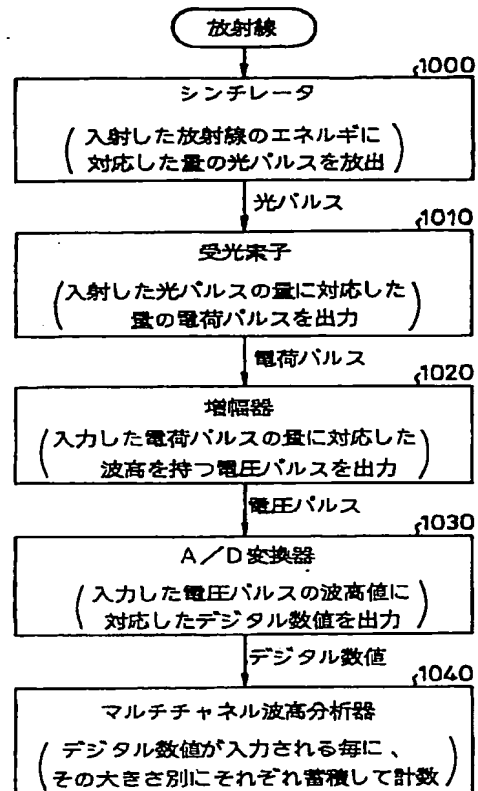 放射線
1000
シンチレータ
(入射した放射線のエネルギに
対応した量の光パルスを放出)
光パルス
1010
受光素子
(入射した光パルスの量に対応した
量の電荷パルスを出力)
電荷パルス
1020
増幅器
(入力した電荷パルスの量に対応した
波高を持つ電圧パルスを出力)
電圧パルス
1030
A/D変換器
(入力した電圧パルスの波高値に
対応したデジタル数値を出力)
デジタル数値
1040
マルチチャネル波高分析器
(デジタル数値が入力される毎に、
その大きさ別にそれぞれ蓄積して計数)